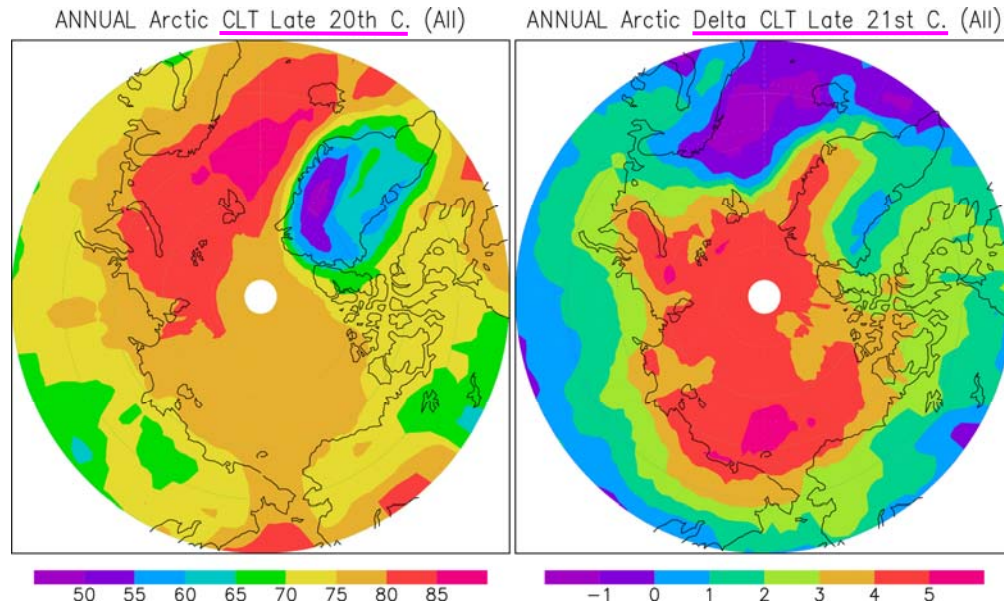 ANNUAL Arctic CLT Late 20th C. (All)
ANNUAL Arctic Delta CLT Late 21st C. (All)
50 55 60 65 70 75 80 85
−1 0 1 2 3 4 5